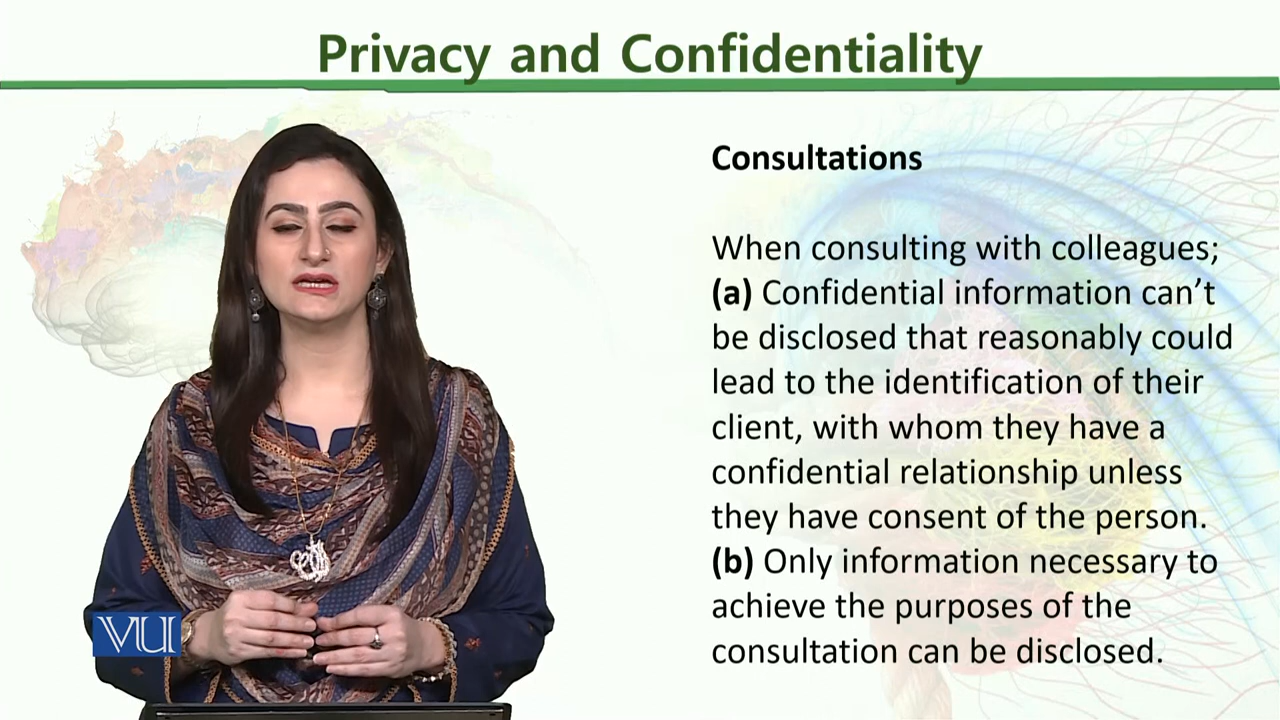 Privacy and Confidentiality
Consultations
When consulting with colleagues;
(a) Confidential information can’t
be disclosed that reasonably could
lead to the identification of their
client, with whom they have a
confidential relationship unless
they have consent of the person.
(b) Only information necessary to
achieve the purposes of the
consultation can be disclosed.
VU